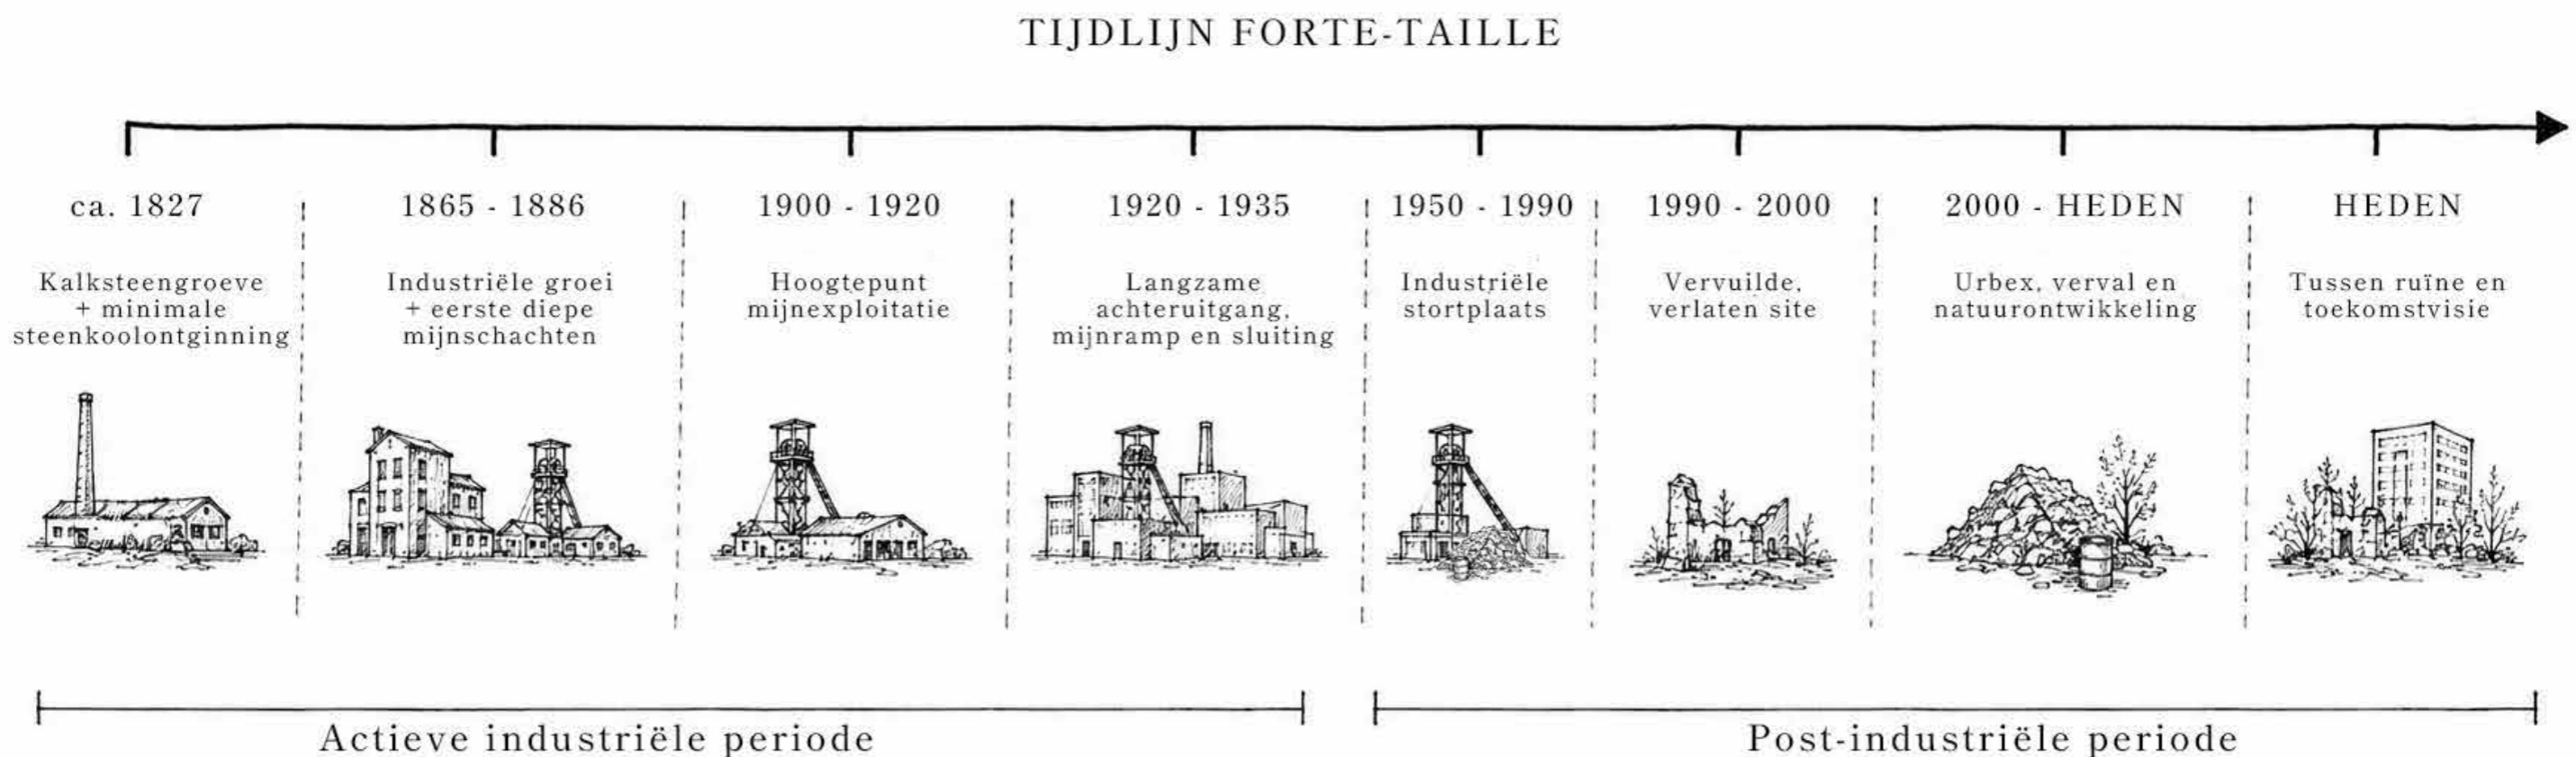 TIJDLIJN FORTE-TAILLE
ca. 1827
Kalksteengroeve
+ minimale
steenkoolontginning
1865 - 1886
Industriële groei
+ eerste diepe
mijnschachten
1900 - 1920
Hoogtepunt
mijnexploitatie
1920 - 1935
Langzame
achteruitgang,
mijnramp en sluiting
1950 - 1990
Industriële
stortplaats
1990 - 2000
Vervuilde,
verlaten site
2000 - HEDEN
Urbex, verval en
natuurontwikkeling
HEDEN
Tussen ruïne en
toekomstvisie
Actieve industriële periode
Post-industriële periode